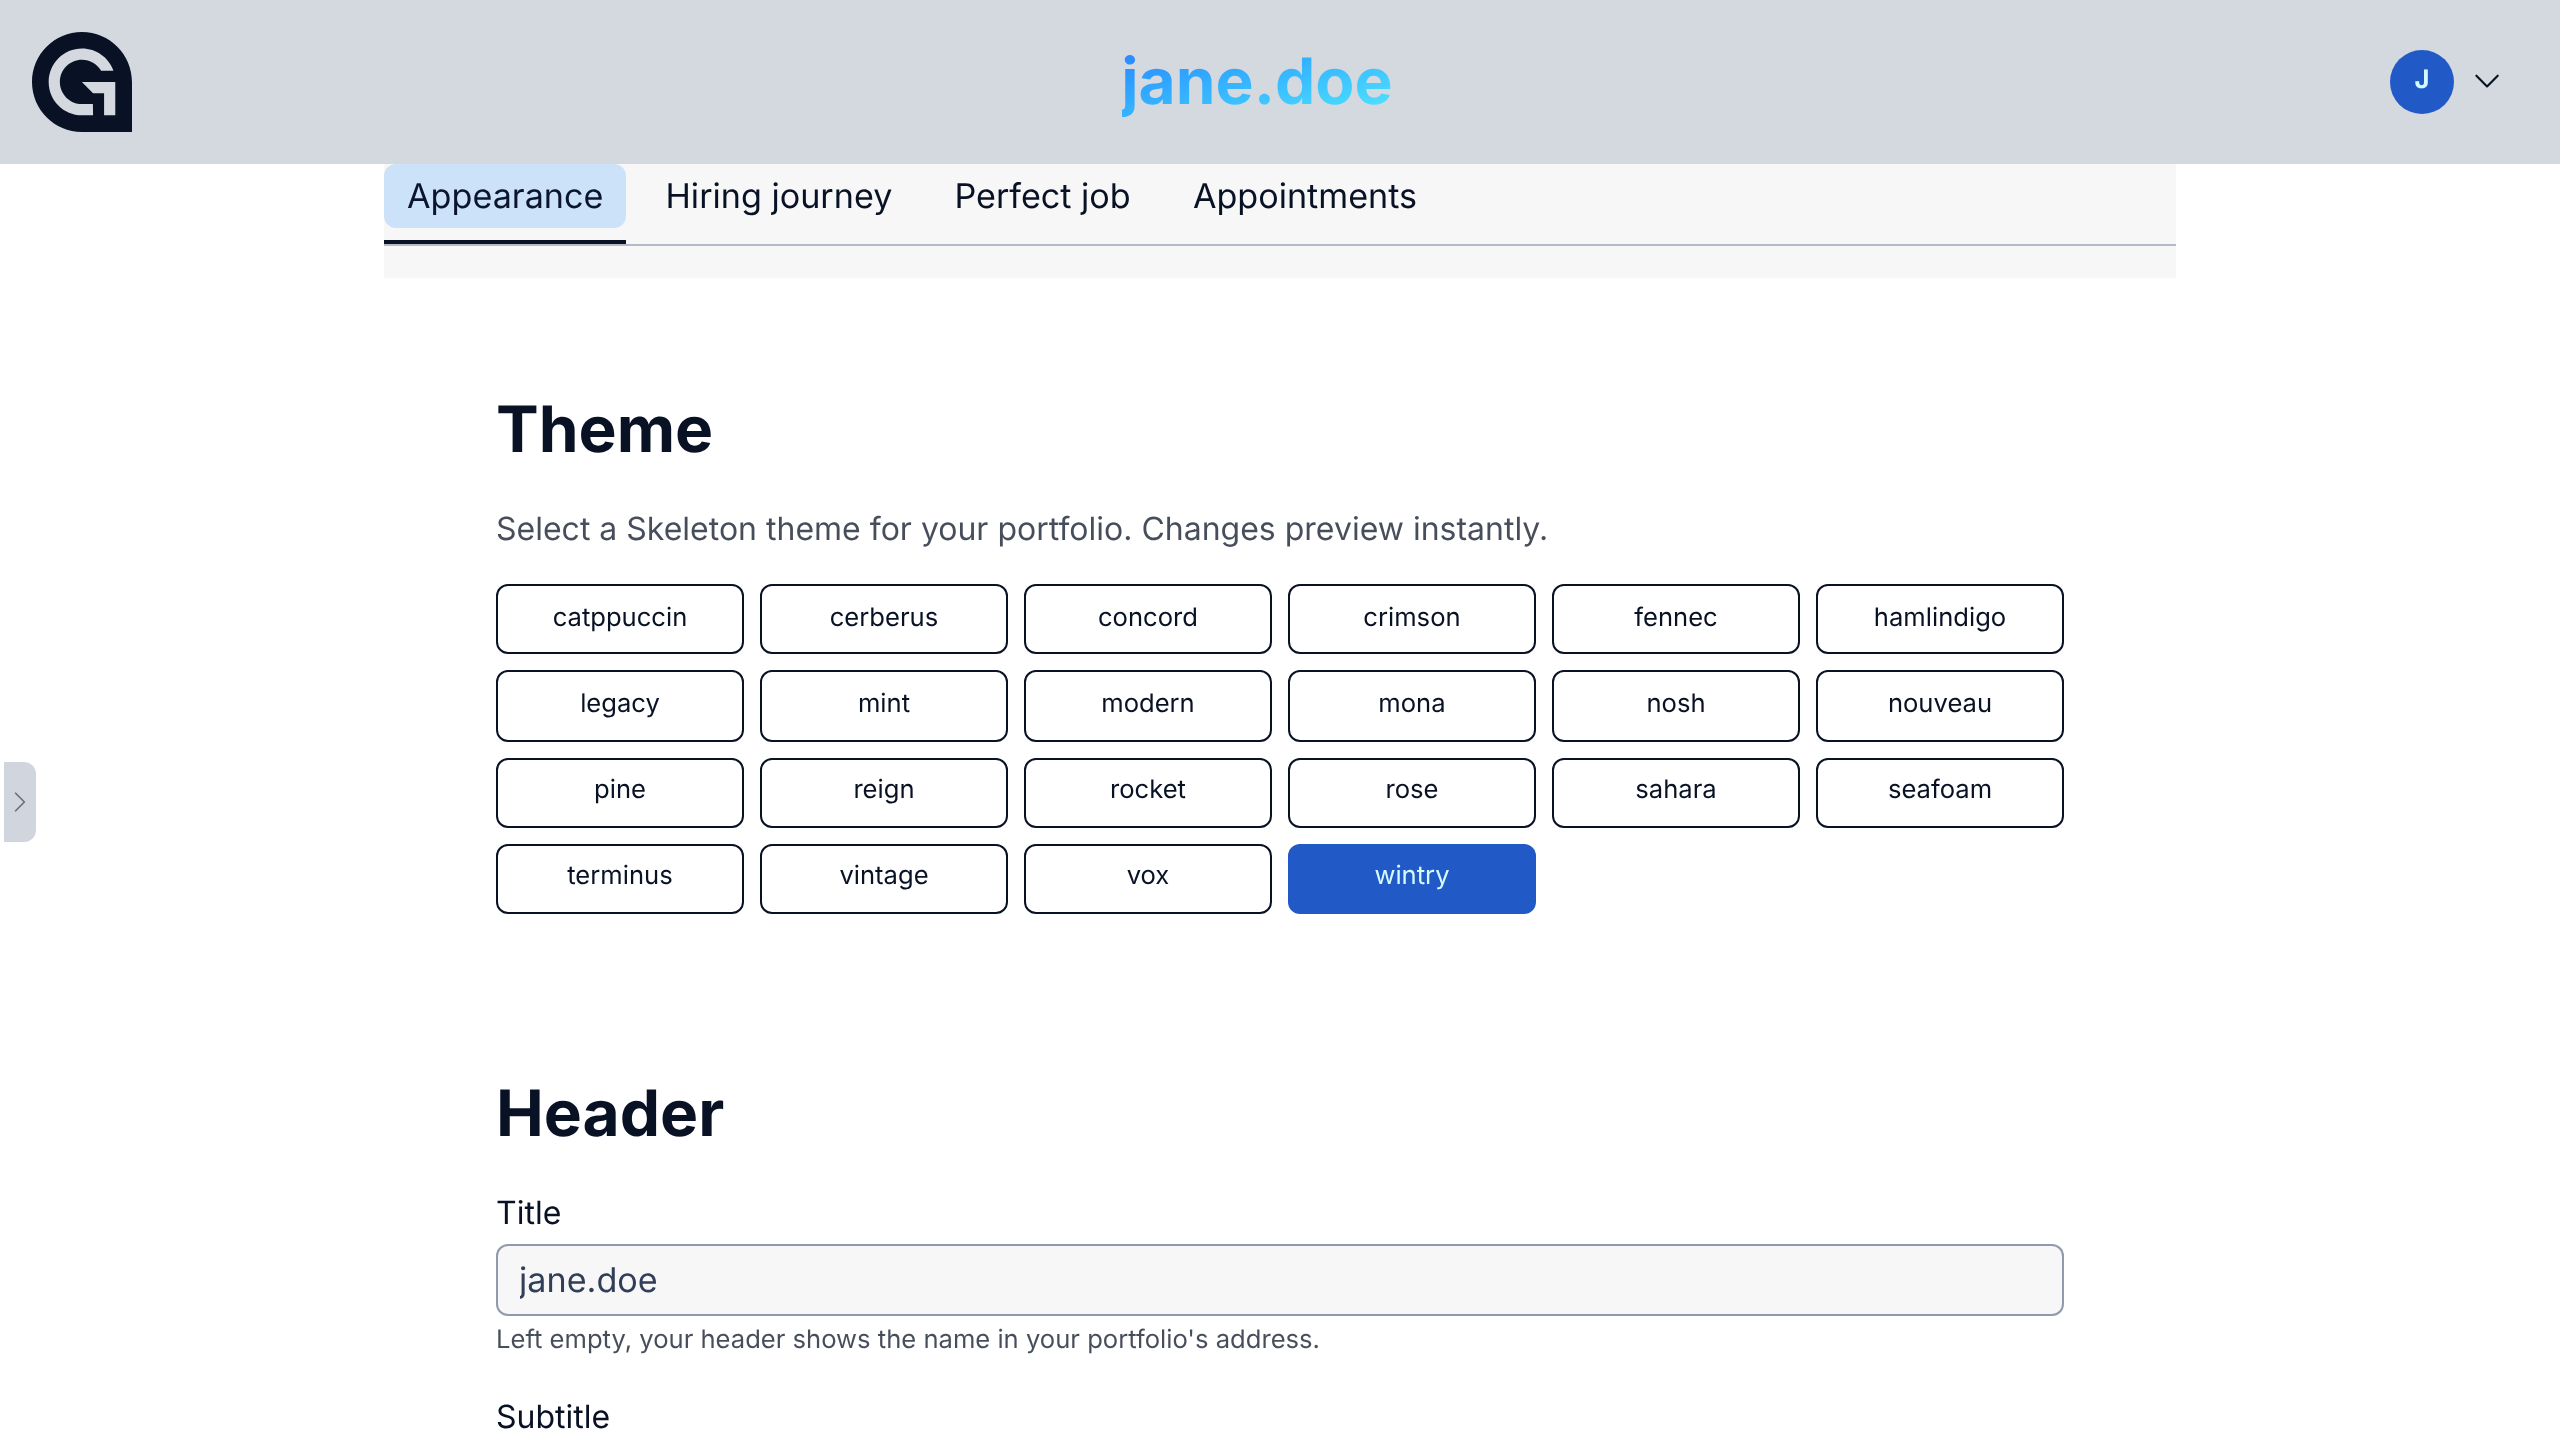 jane.doe
J
Appearance Hiring journey Perfect job Appointments
Theme
Select a Skeleton theme for your portfolio. Changes preview instantly.
catppuccin cerberus concord crimson fennec hamlindigo
legacy mint modern mona nosh nouveau
pine reign rocket rose sahara seafoam
terminus vintage vox wintry
Header
Title
jane.doe
Left empty, your header shows the name in your portfolio's address.
Subtitle